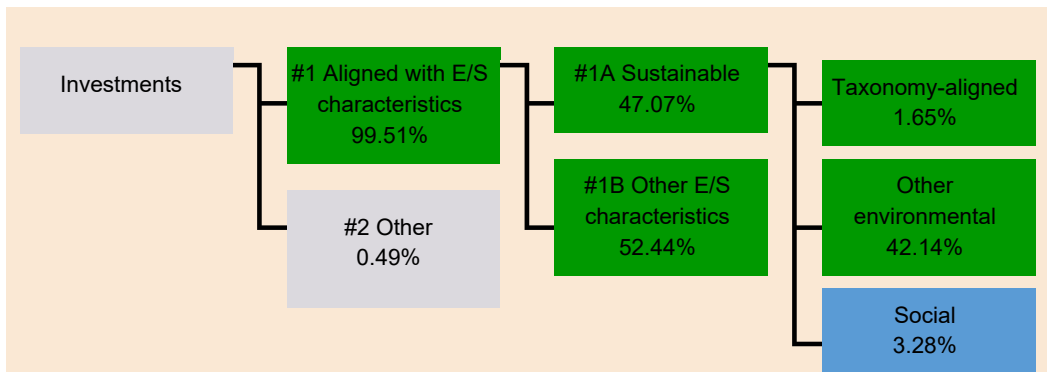 Investments
#1 Aligned with E/S
characteristics
99.51%
#2 Other
0.49%
#1A Sustainable
47.07%
#1B Other E/S
characteristics
52.44%
Taxonomy-aligned
1.65%
Other
environmental
42.14%
Social
3.28%